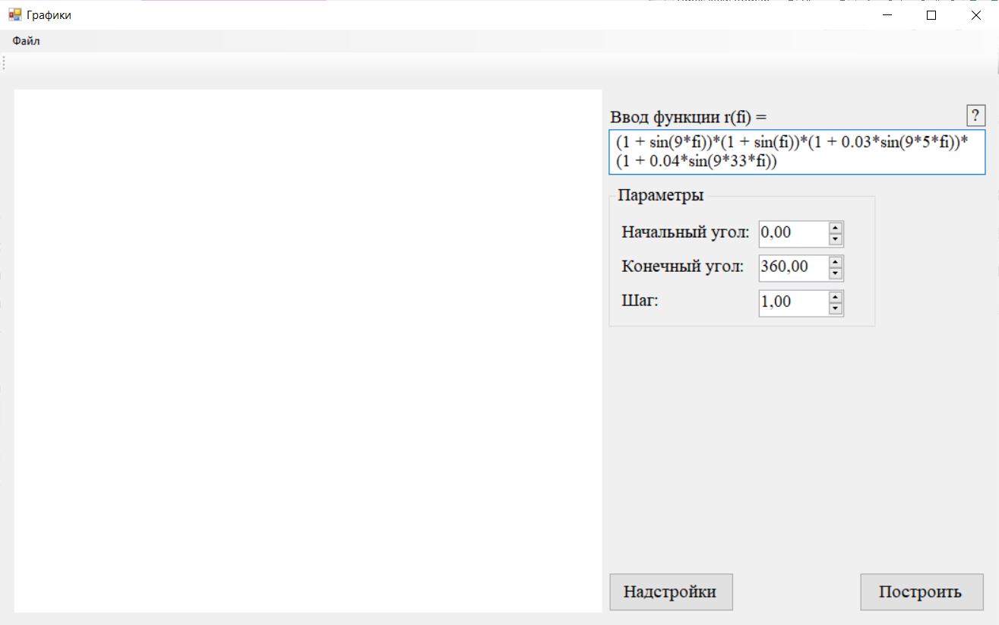 Графики
Файл
Ввод функции r(fi) =
?
(1 + sin(9*fi))*(1 + sin(fi))*(1 + 0.03*sin(9*5*fi))*
(1 + 0.04*sin(9*33*fi))
Параметры
Начальный угол: 0,00
Конечный угол: 360,00
Шаг: 1,00
Надстройки
Построить